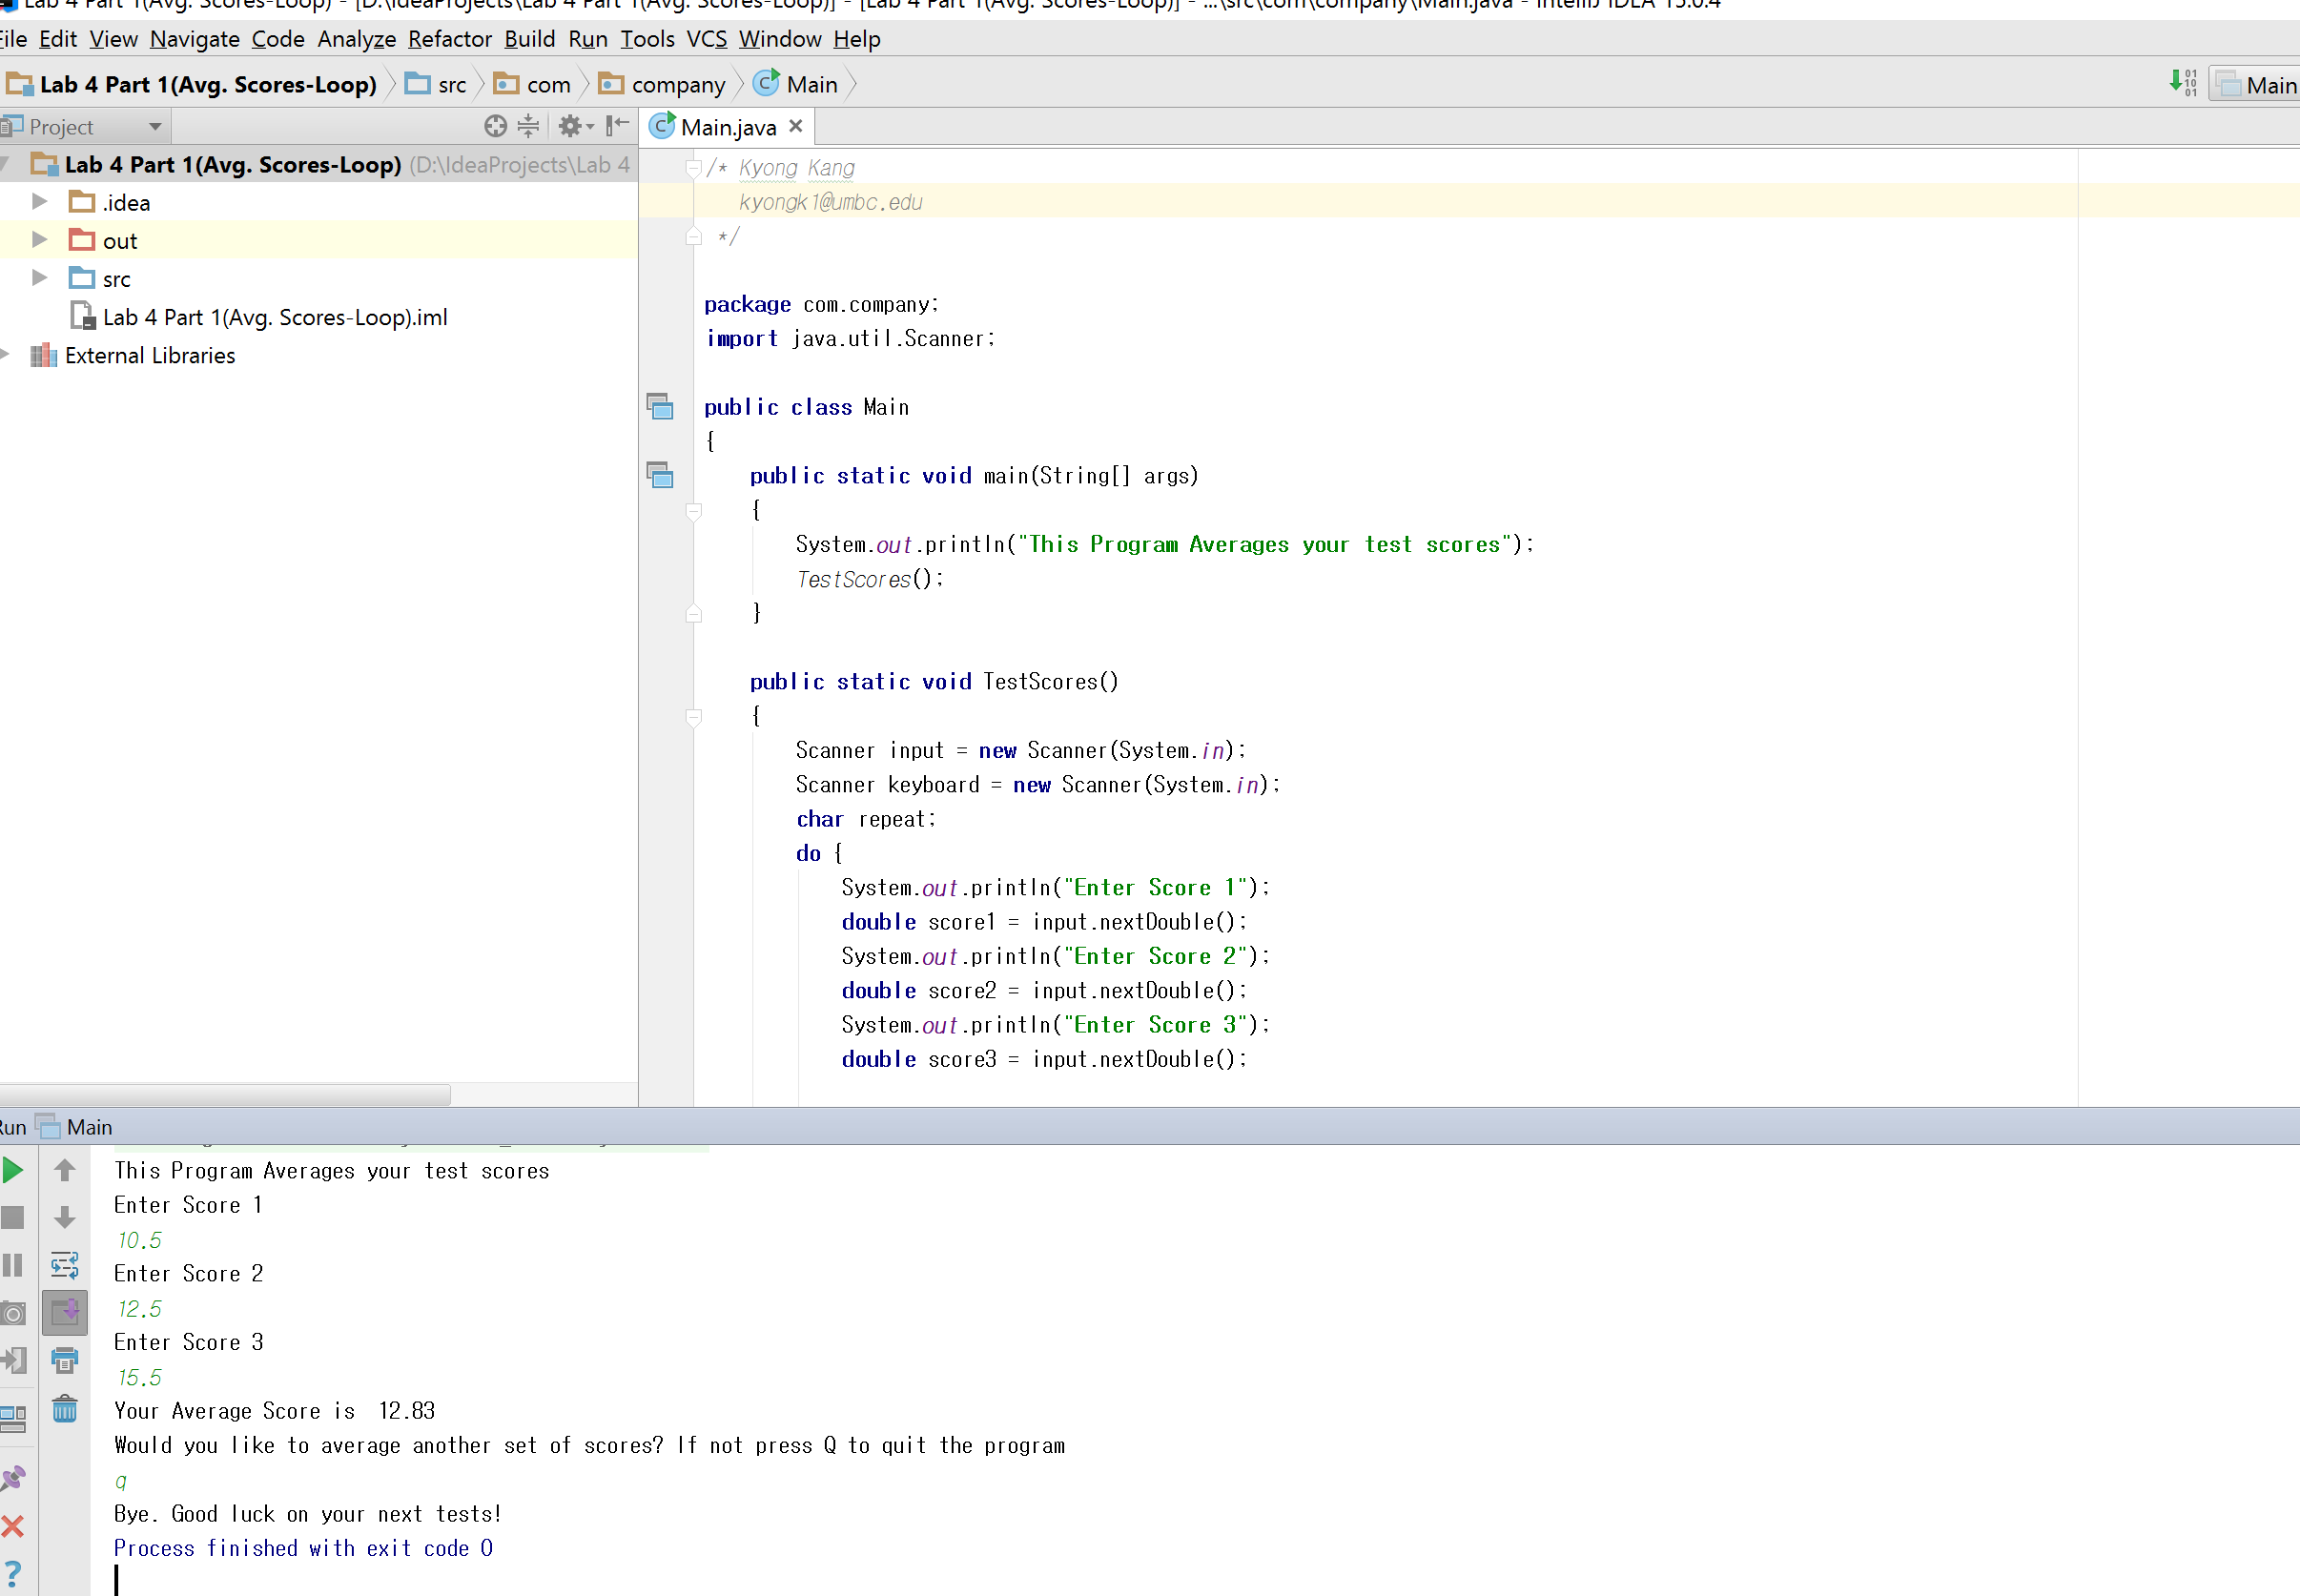 Lab 4 Part 1(Avg. Scores-Loop) - [D:\IdeaProjects\Lab 4 Part 1(Avg. Scores-Loop)] - [Lab 4 Part 1(Avg. Scores-Loop)] - ...\src\com\company\Main.java - IntelliJ IDEA 15.0.4
File Edit View Navigate Code Analyze Refactor Build Run Tools VCS Window Help
Lab 4 Part 1(Avg. Scores-Loop) src com company Main
Main
Project
Main.java
Lab 4 Part 1(Avg. Scores-Loop) (D:\IdeaProjects\Lab 4
.idea
out
src
Lab 4 Part 1(Avg. Scores-Loop).iml
External Libraries
/* Kyong Kang
kyongk1@umbc.edu
*/
package com.company;
import java.util.Scanner;
public class Main
{
public static void main(String[] args)
{
System.out.println("This Program Averages your test scores");
TestScores();
}
public static void TestScores()
{
Scanner input = new Scanner(System.in);
Scanner keyboard = new Scanner(System.in);
char repeat;
do {
System.out.println("Enter Score 1");
double score1 = input.nextDouble();
System.out.println("Enter Score 2");
double score2 = input.nextDouble();
System.out.println("Enter Score 3");
double score3 = input.nextDouble();
Run Main
This Program Averages your test scores
Enter Score 1
10.5
Enter Score 2
12.5
Enter Score 3
15.5
Your Average Score is  12.83
Would you like to average another set of scores? If not press Q to quit the program
q
Bye. Good luck on your next tests!
Process finished with exit code 0